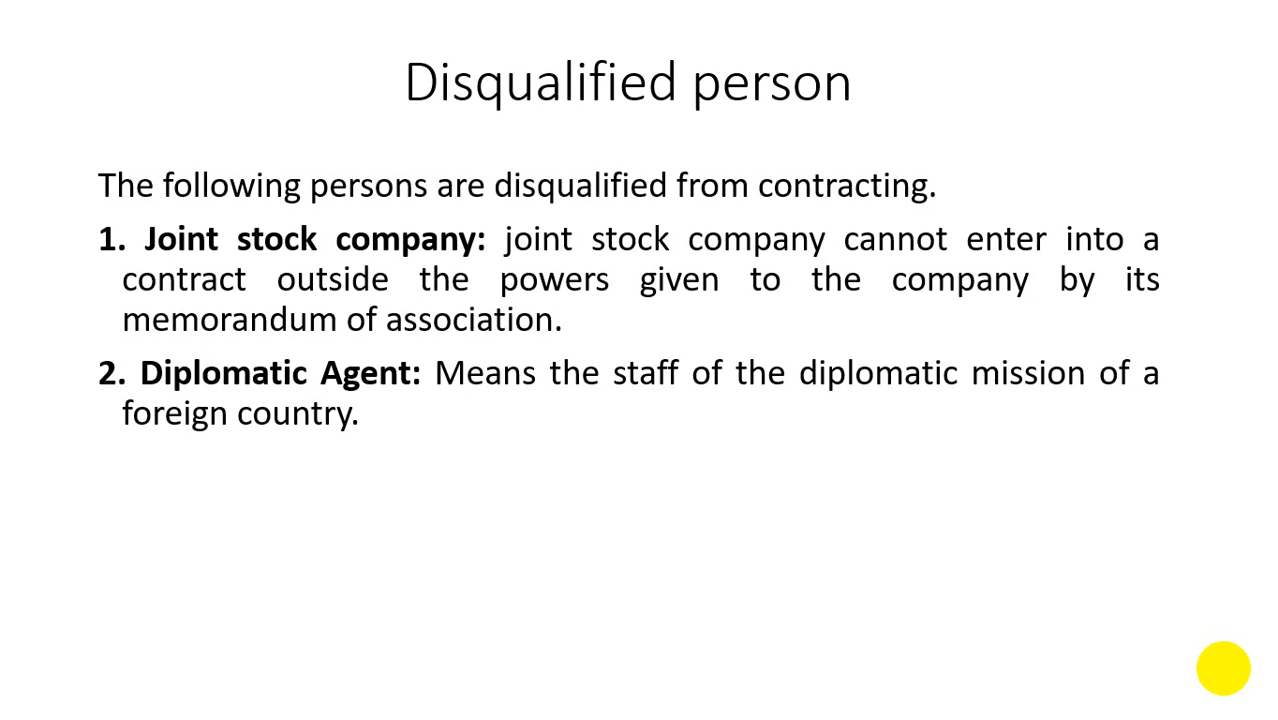 Disqualified person
The following persons are disqualified from contracting.
1. Joint stock company: joint stock company cannot enter into a
contract outside the powers given to the company by its
memorandum of association.
2. Diplomatic Agent: Means the staff of the diplomatic mission of a
foreign country.